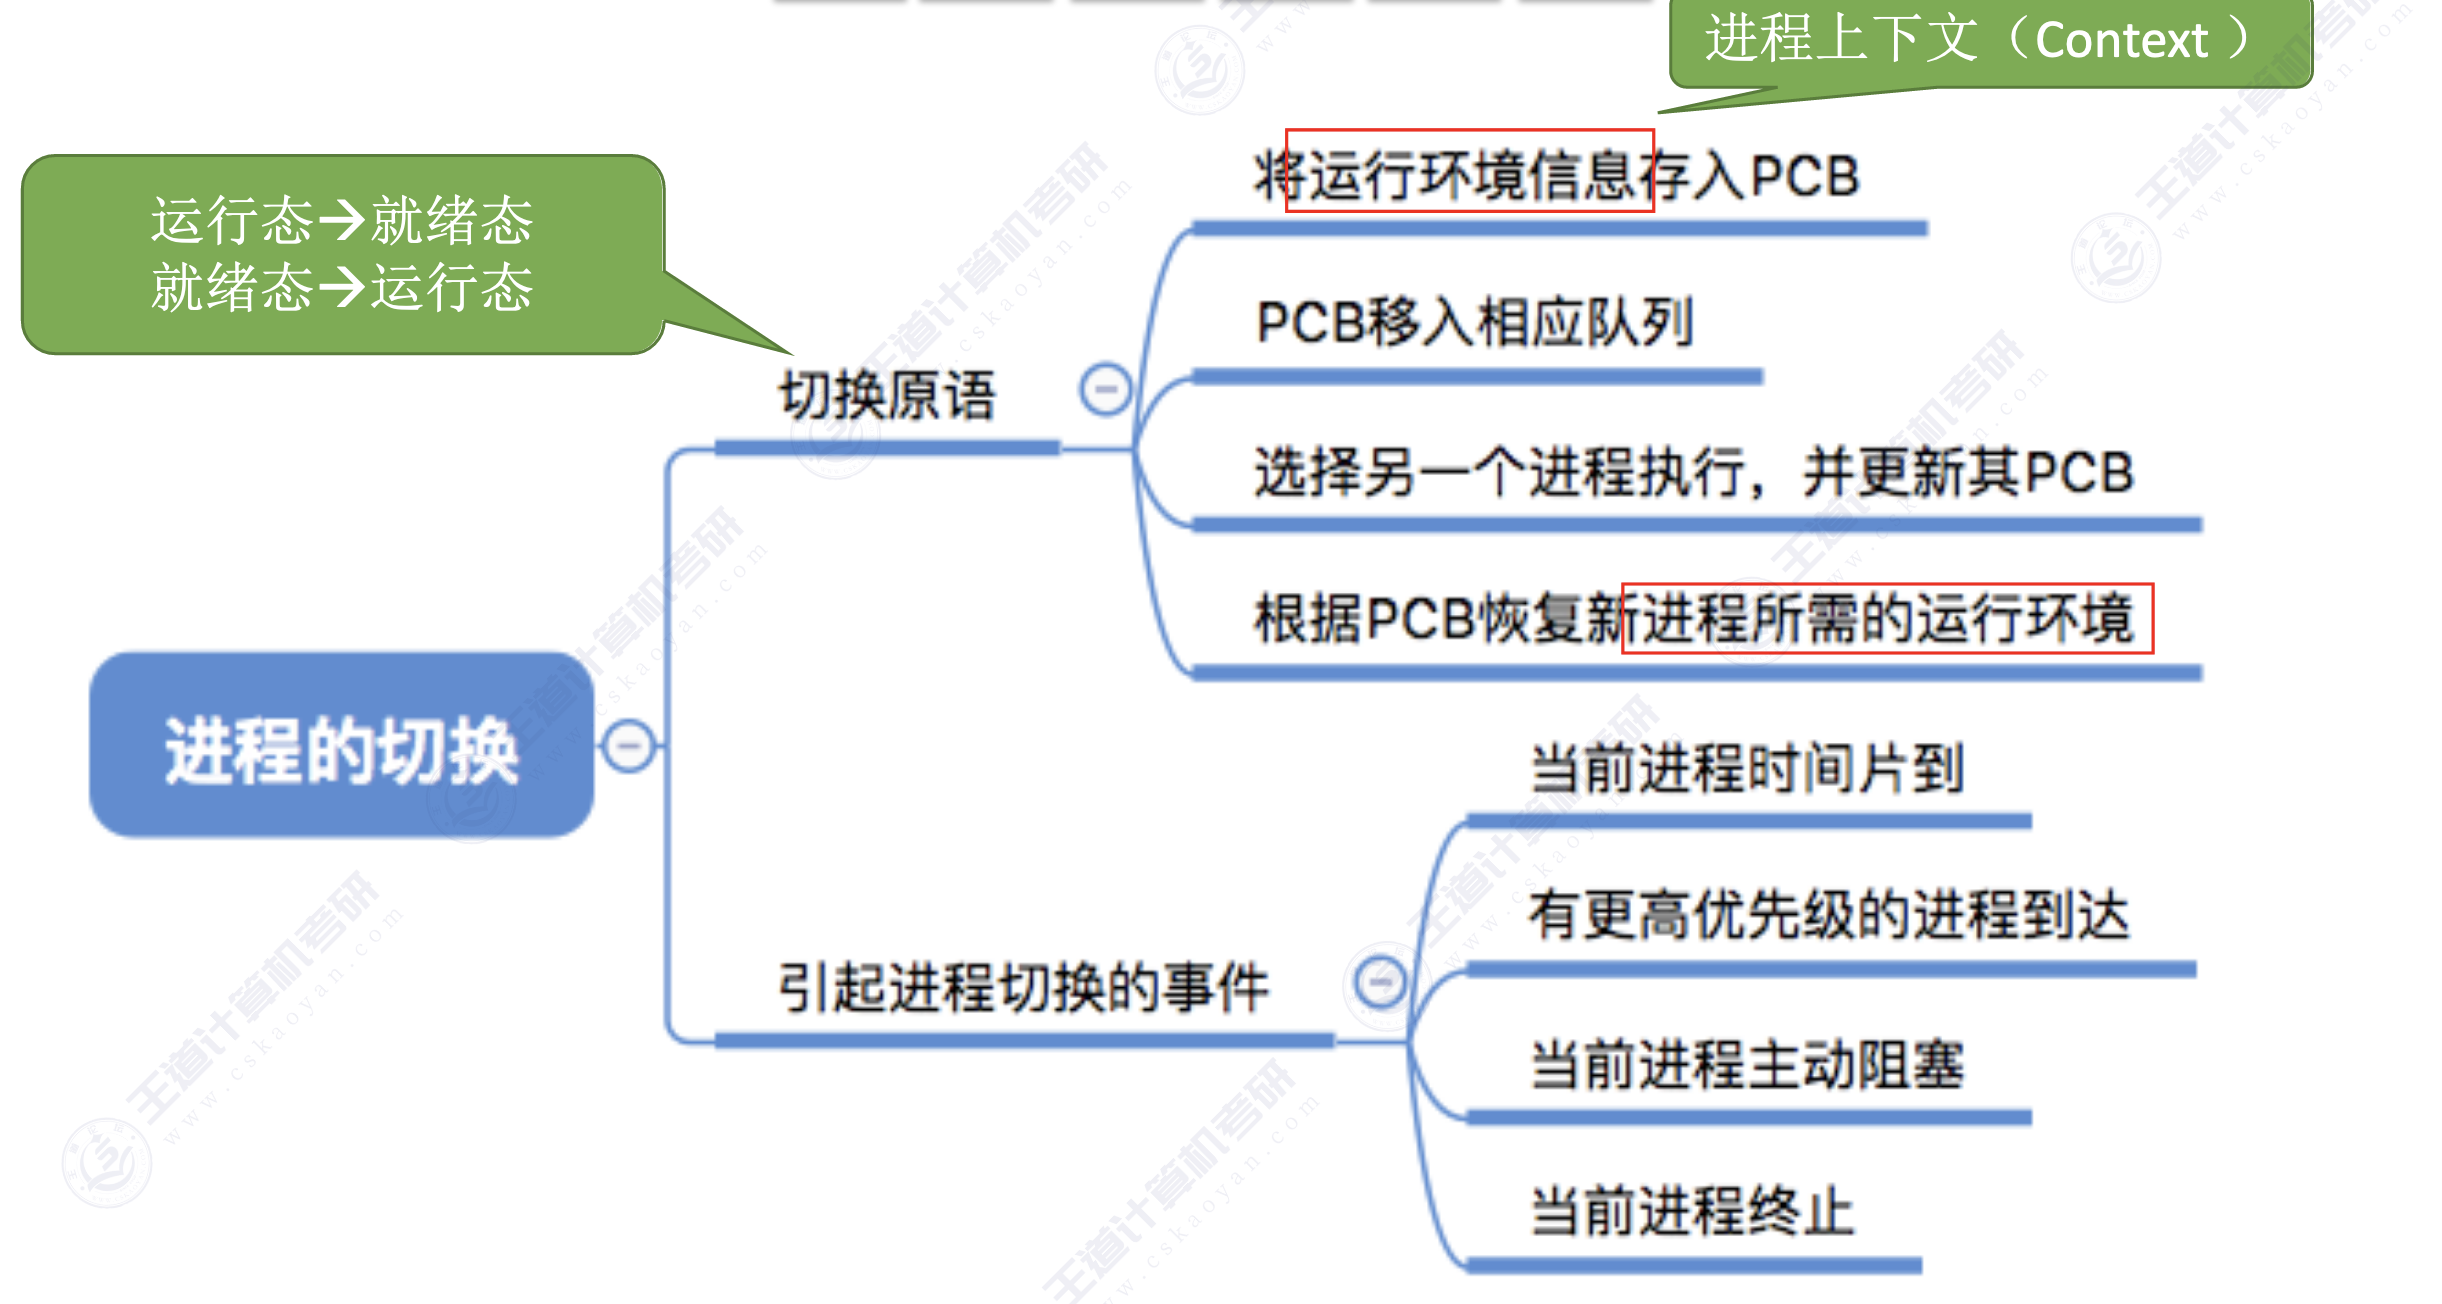 进程上下文（Context ）
运行态→就绪态
就绪态→运行态
将运行环境信息存入PCB
PCB移入相应队列
切换原语
选择另一个进程执行，并更新其PCB
根据PCB恢复新进程所需的运行环境
进程的切换
当前进程时间片到
有更高优先级的进程到达
引起进程切换的事件
当前进程主动阻塞
当前进程终止
王道计算机考研
www.cskaoyan.com